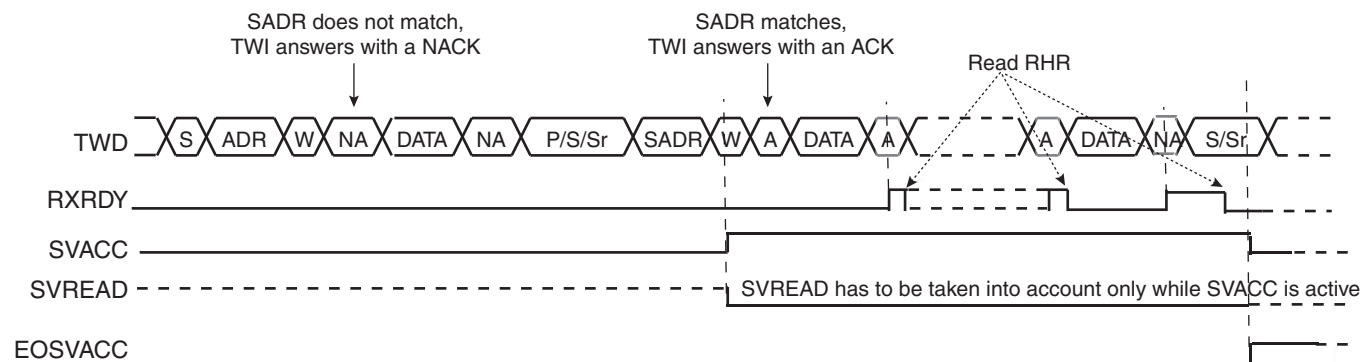 SADR does not match,
TWI answers with a NACK
SADR matches,
TWI answers with an ACK
Read RHR
TWD S ADR W NA DATA NA P/S/Sr SADR W A DATA A A DATA NA S/Sr
RXRDY
SVACC
SVREAD SVREAD has to be taken into account only while SVACC is active
EOSVACC